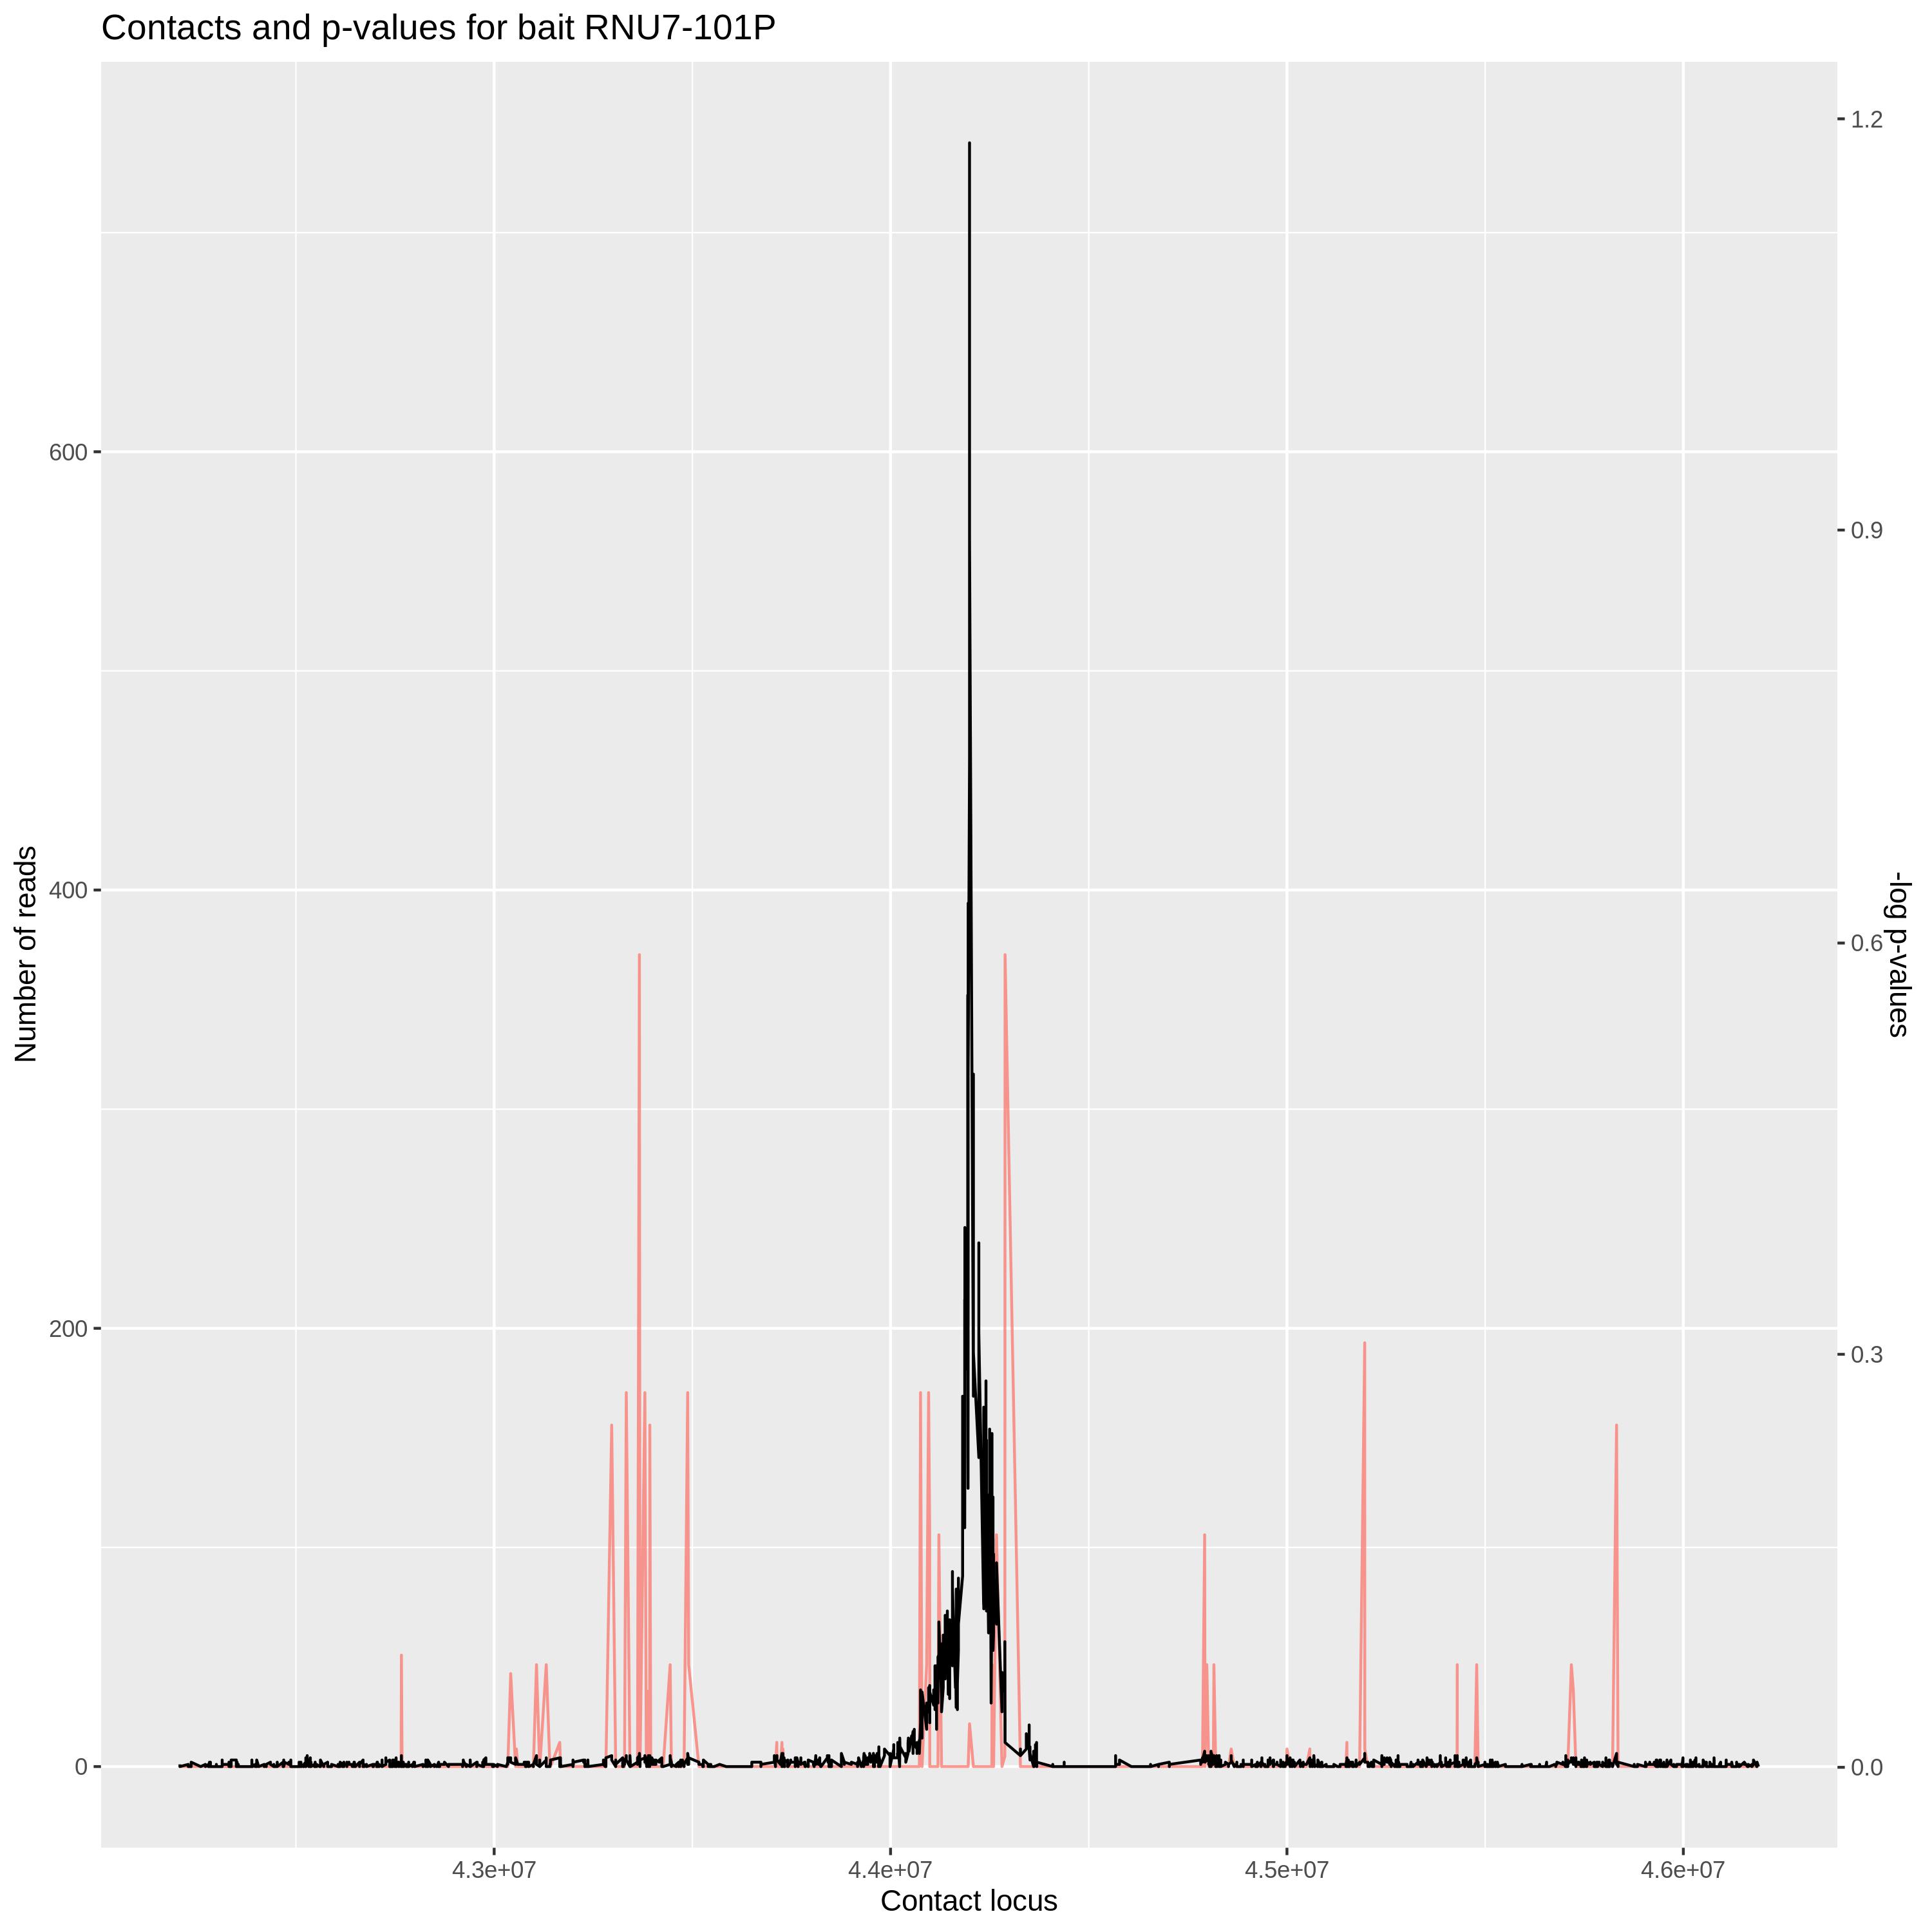 Contacts and p-values for bait RNU7-101P
1.2
0.9
0.6
0.3
0.0
600
400
200
0
Number of reads
-log p-values
4.3e+07
4.4e+07
4.5e+07
4.6e+07
Contact locus